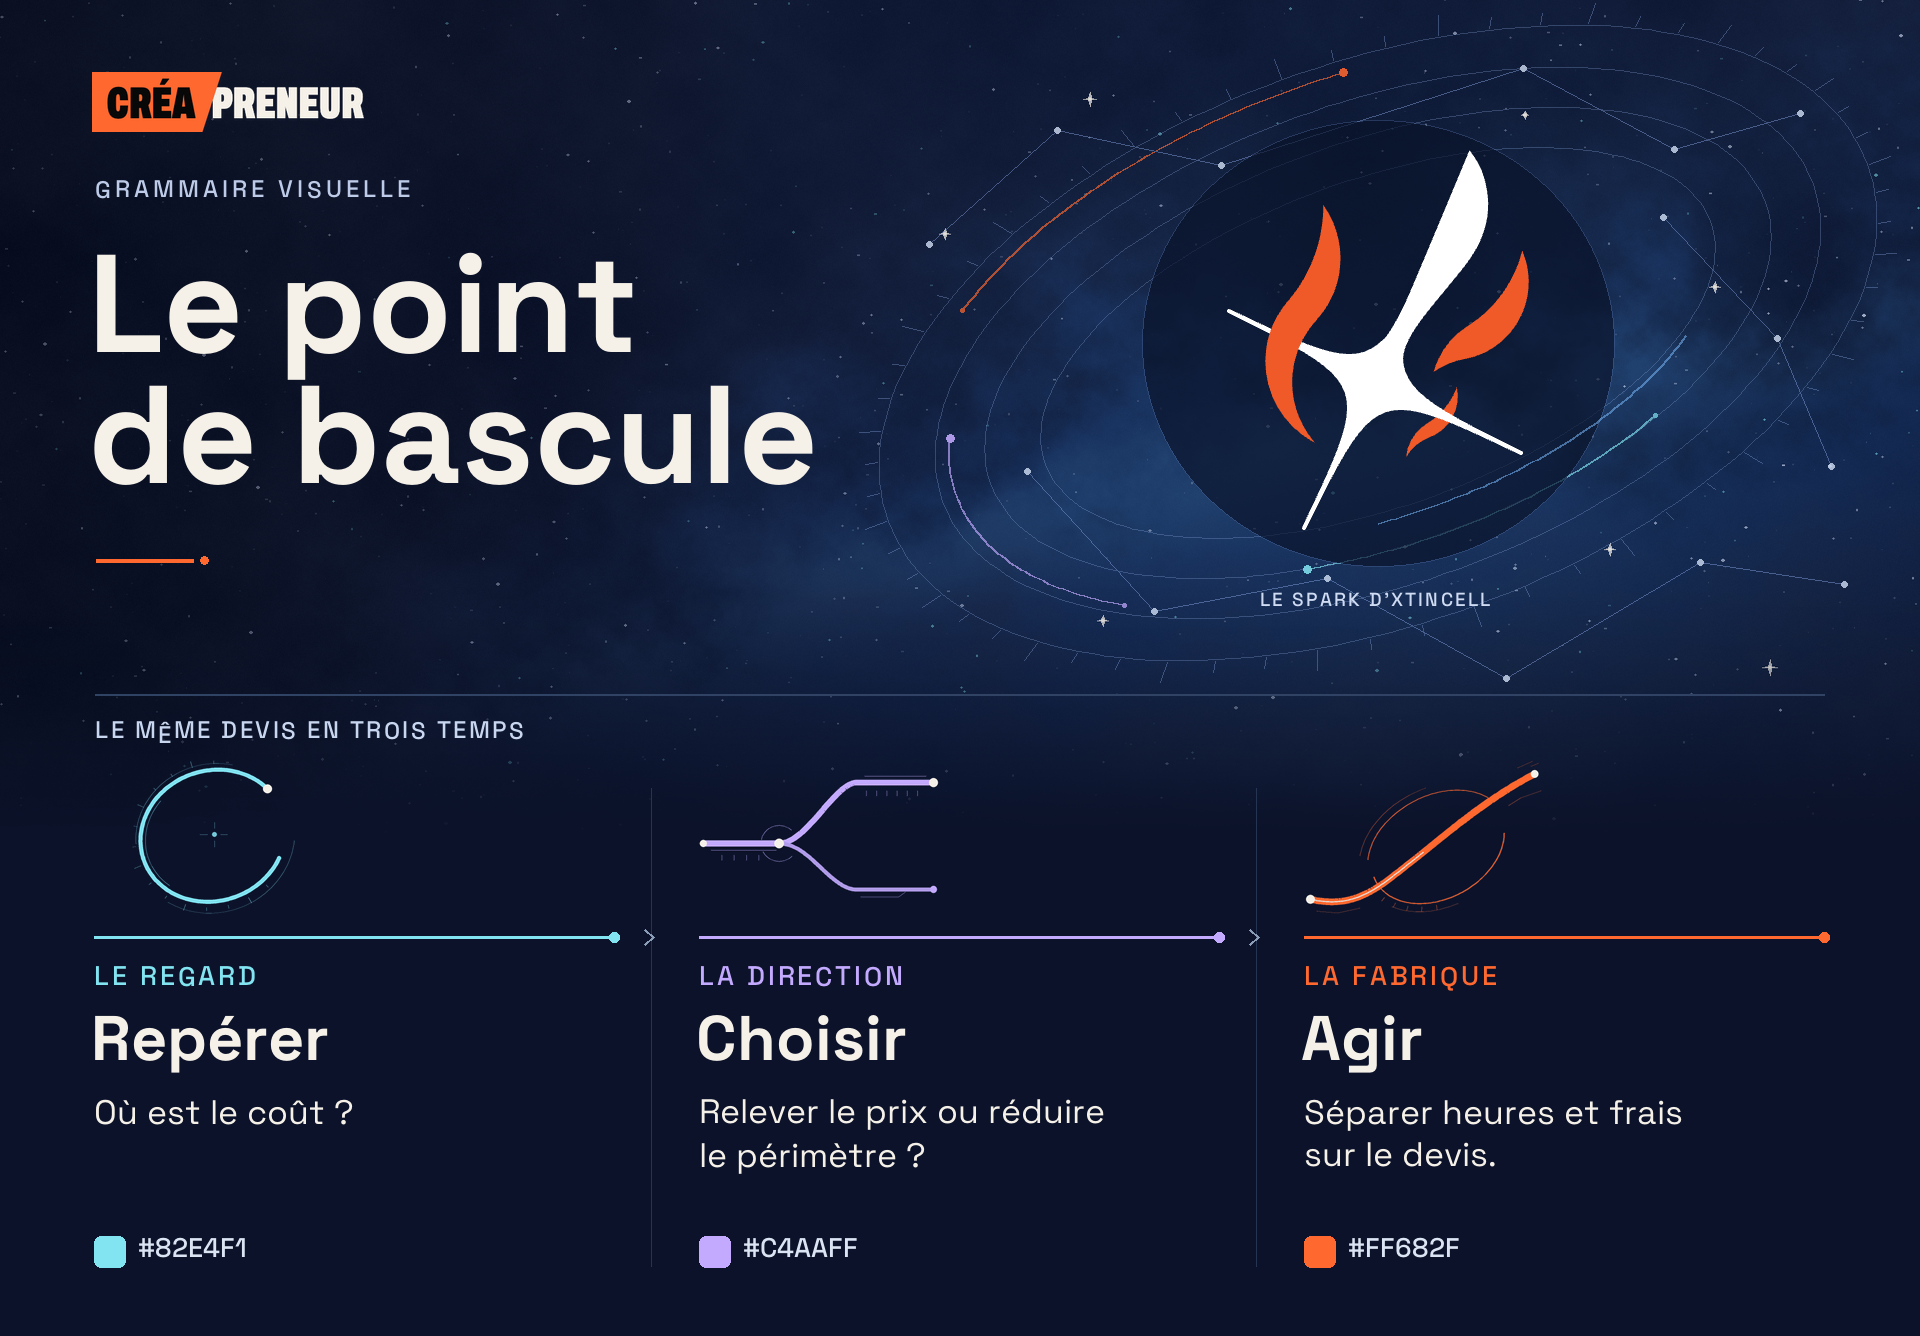 CRÉAPRENEUR
GRAMMAIRE VISUELLE
Le point
de bascule
LE SPARK D'XTINCELL
LE MÊME DEVIS EN TROIS TEMPS
LE REGARD
Repérer
Où est le coût ?
#82E4F1
LA DIRECTION
Choisir
Relever le prix ou réduire
le périmètre ?
#C4AAFF
LA FABRIQUE
Agir
Séparer heures et frais
sur le devis.
#FF682F